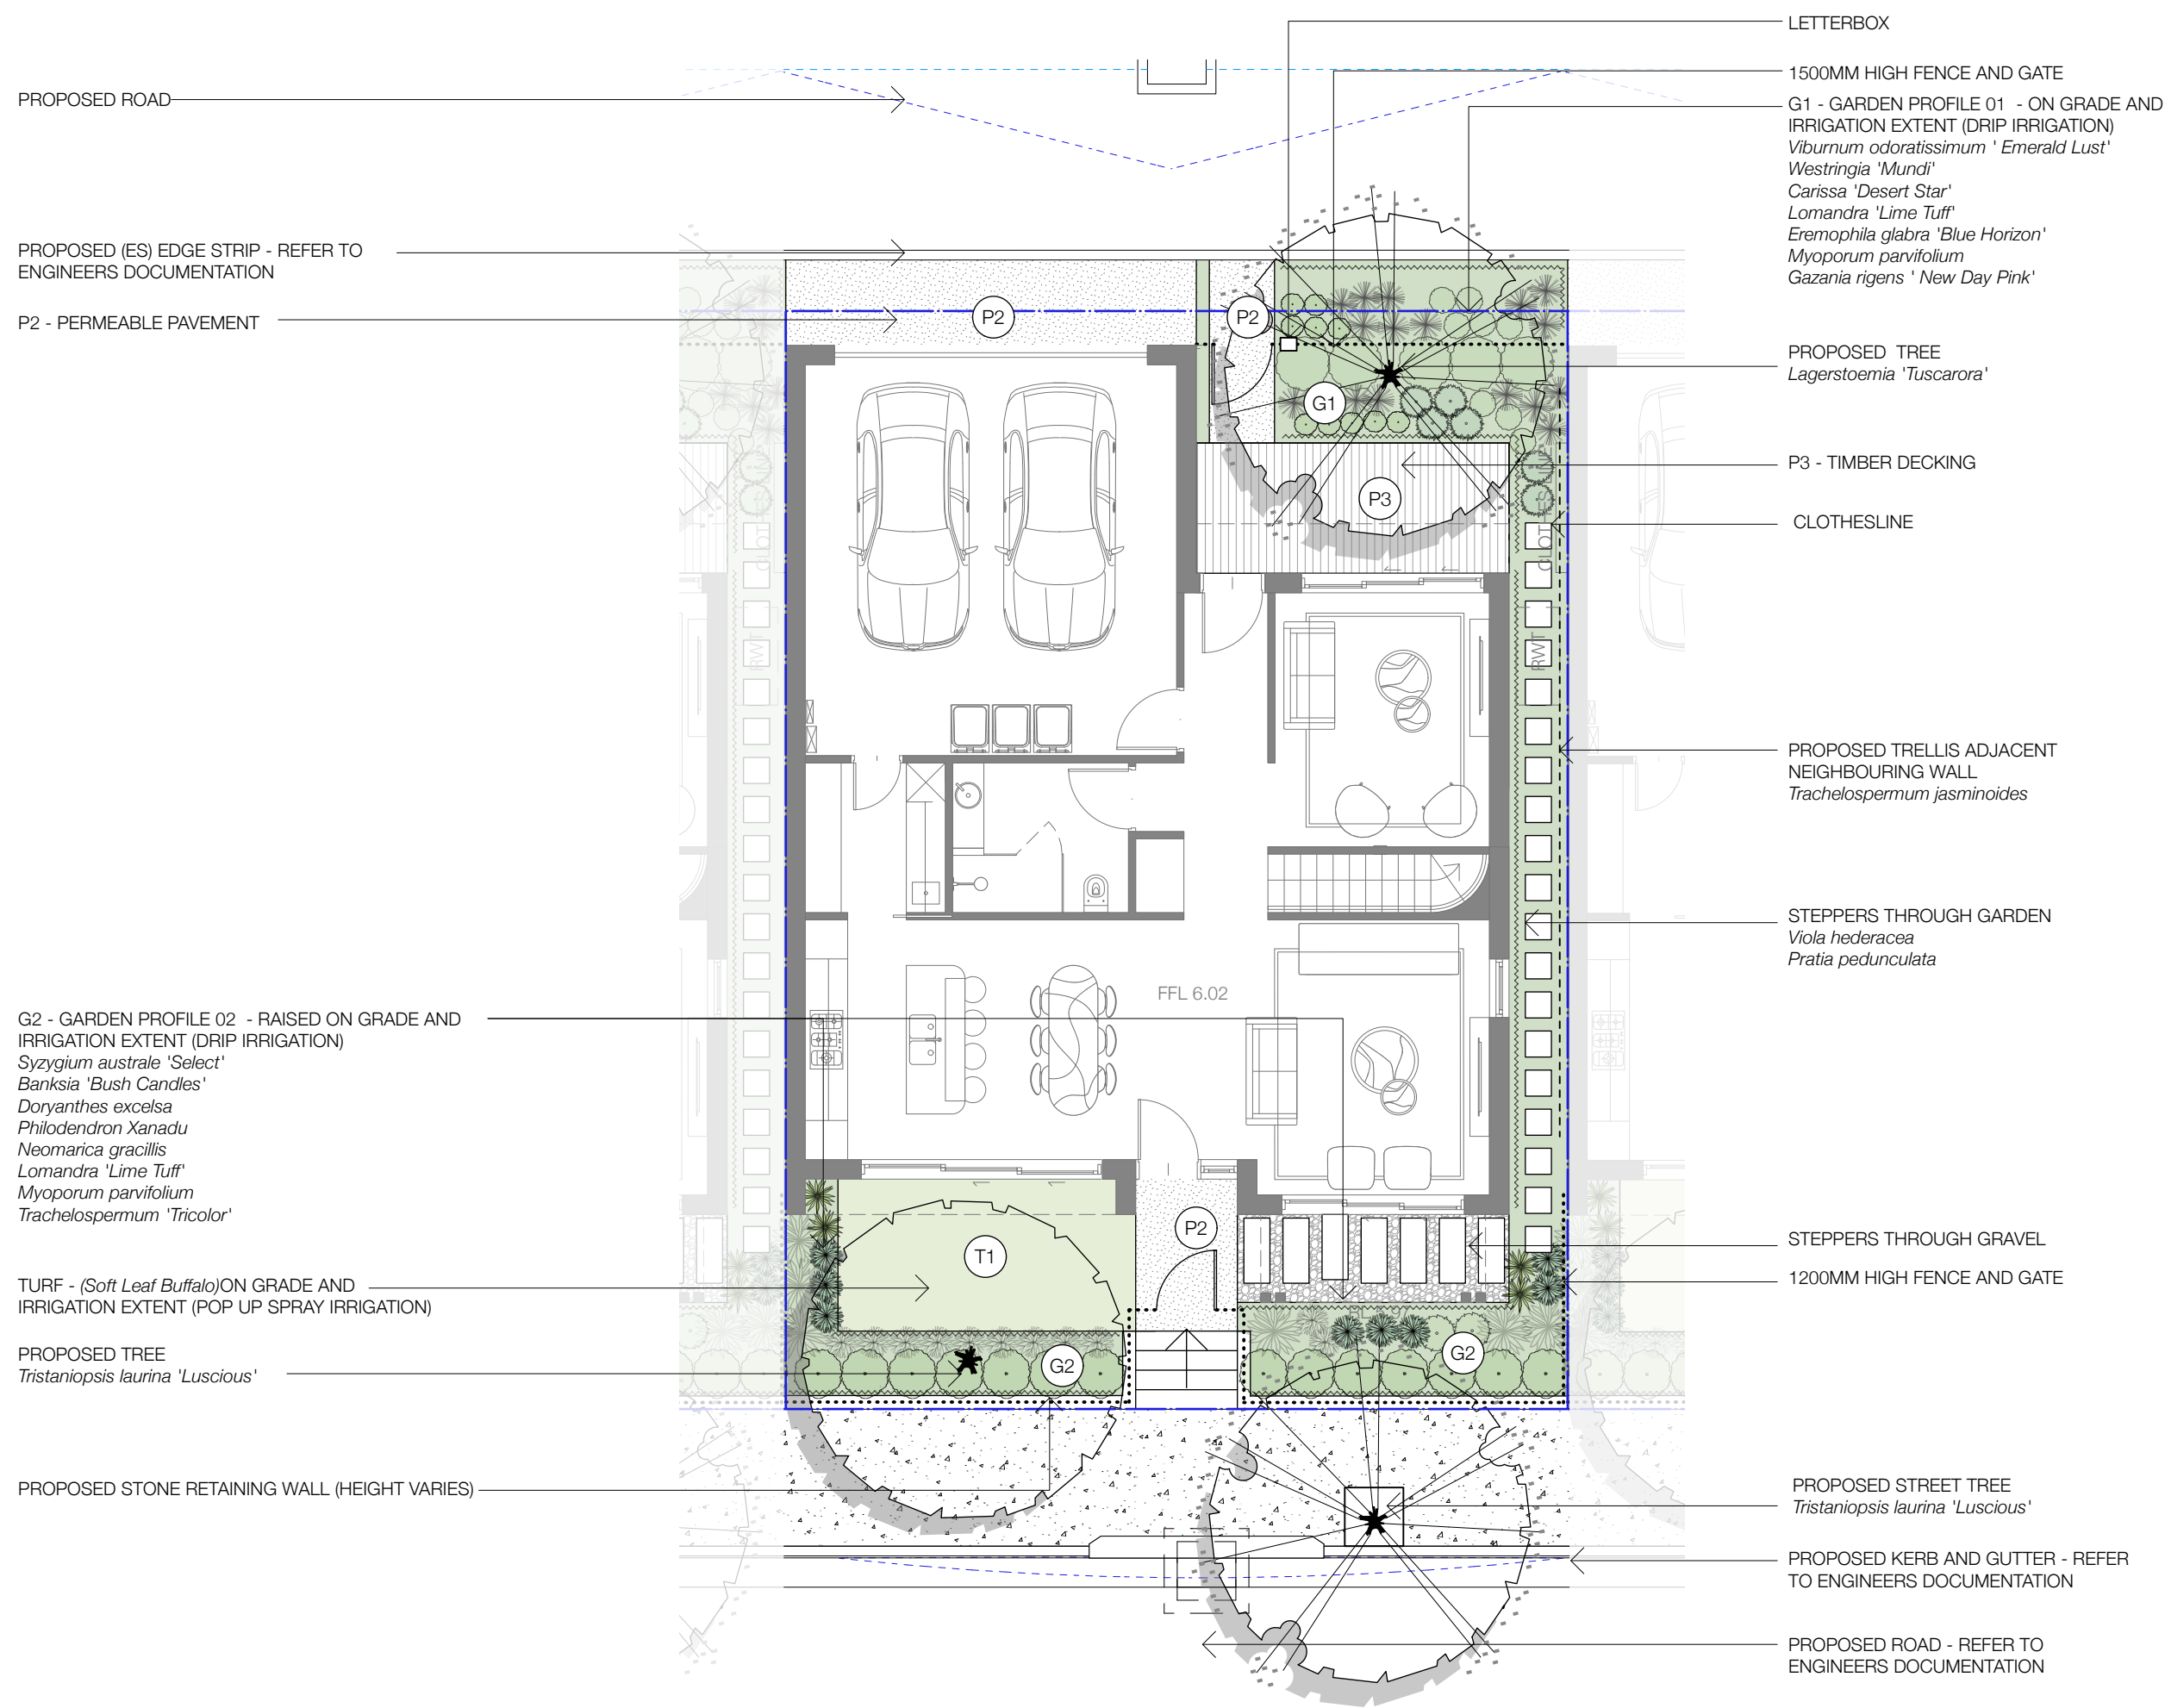 LETTERBOX
1500MM HIGH FENCE AND GATE
G1 - GARDEN PROFILE 01 - ON GRADE AND
IRRIGATION EXTENT (DRIP IRRIGATION)
Viburnum odoratissimum ' Emerald Lust'
Westringia 'Mundi'
Carissa 'Desert Star'
Lomandra 'Lime Tuff'
Eremophila glabra 'Blue Horizon'
Myoporum parvifolium
Gazania rigens ' New Day Pink'
PROPOSED TREE
Lagerstoemia 'Tuscarora'
P3 - TIMBER DECKING
CLOTHESLINE
PROPOSED TRELLIS ADJACENT
NEIGHBOURING WALL
Trachelospermum jasminoides
STEPPERS THROUGH GARDEN
Viola hederacea
Pratia pedunculata
STEPPERS THROUGH GRAVEL
1200MM HIGH FENCE AND GATE
PROPOSED STREET TREE
Tristaniopsis laurina 'Luscious'
PROPOSED KERB AND GUTTER - REFER
TO ENGINEERS DOCUMENTATION
PROPOSED ROAD - REFER TO
ENGINEERS DOCUMENTATION
PROPOSED ROAD
PROPOSED (ES) EDGE STRIP - REFER TO
ENGINEERS DOCUMENTATION
P2 - PERMEABLE PAVEMENT
G2 - GARDEN PROFILE 02 - RAISED ON GRADE AND
IRRIGATION EXTENT (DRIP IRRIGATION)
Syzygium australe 'Select'
Banksia 'Bush Candles'
Doryanthes excelsa
Philodendron Xanadu
Neomarica gracillis
Lomandra 'Lime Tuff'
Myoporum parvifolium
Trachelospermum 'Tricolor'
TURF - (Soft Leaf Buffalo)ON GRADE AND
IRRIGATION EXTENT (POP UP SPRAY IRRIGATION)
PROPOSED TREE
Tristaniopsis laurina 'Luscious'
PROPOSED STONE RETAINING WALL (HEIGHT VARIES)
P2
P2
G1
P3
RWT
RWT
FFL 6.02
P2
T1
G2
G2